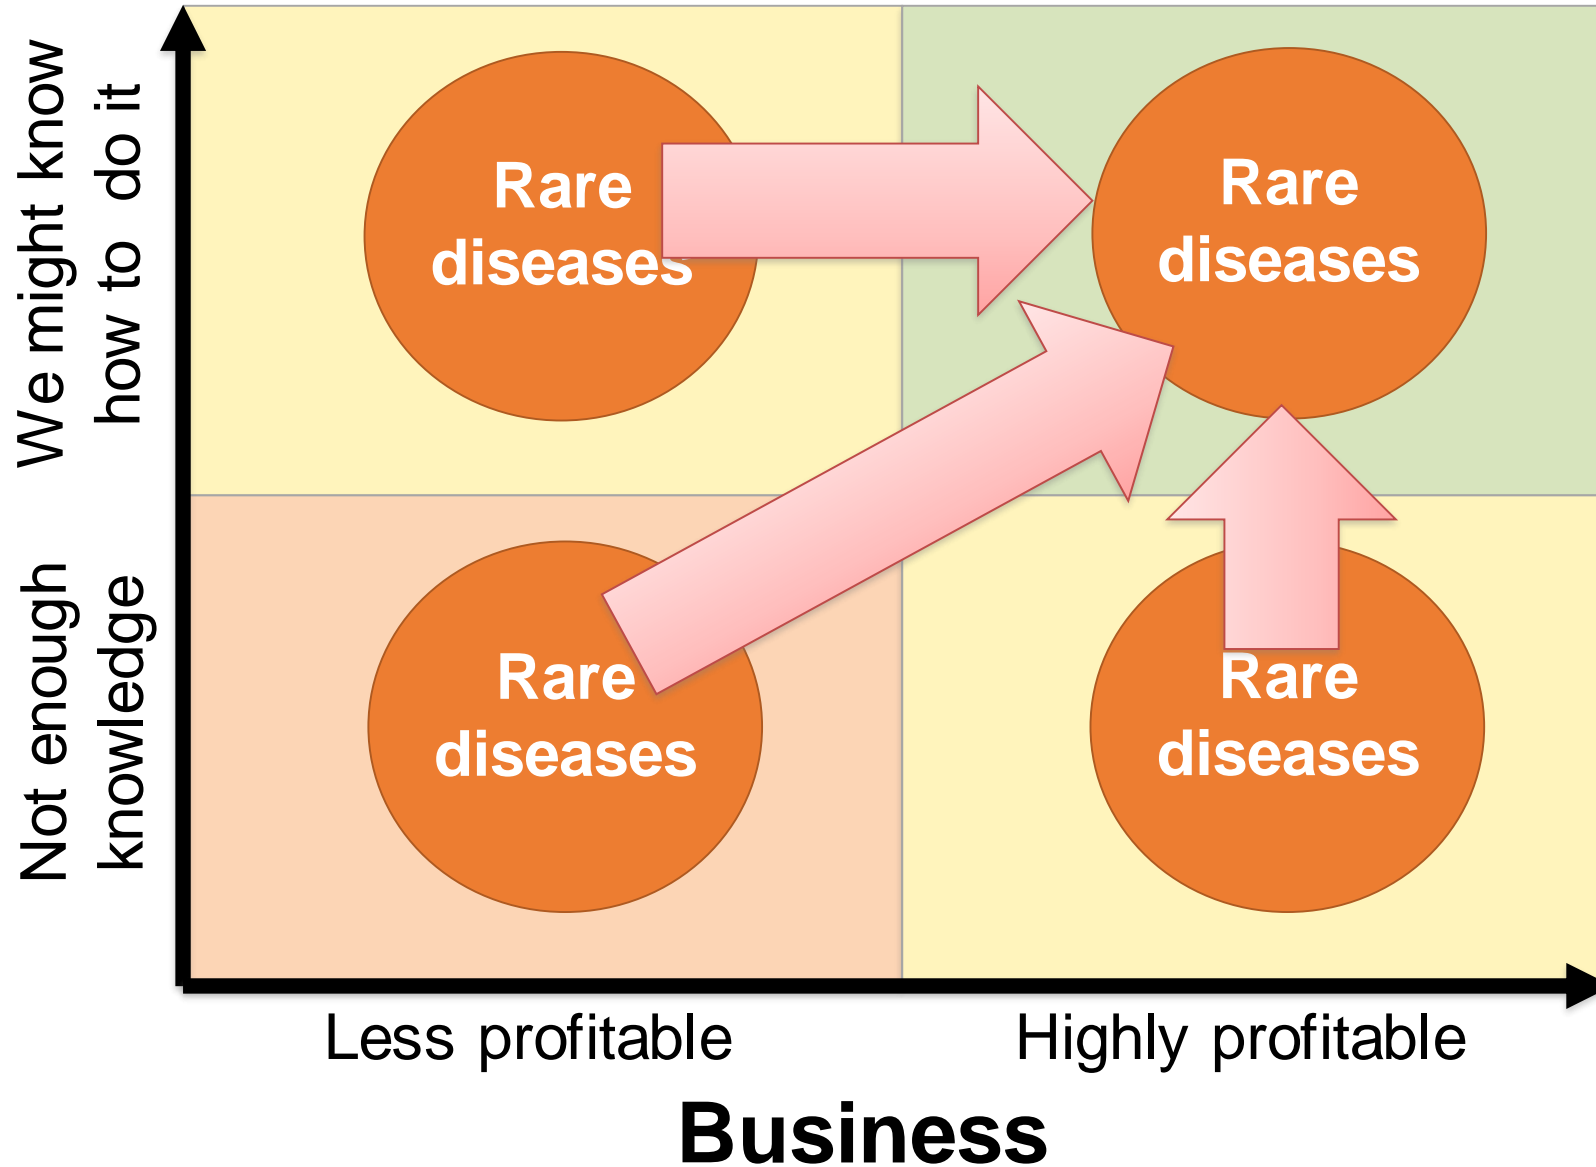 We might know
how to do it
Not enough
knowledge
Rare
diseases
Rare
diseases
Rare
diseases
Rare
diseases
Less profitable
Highly profitable
Business